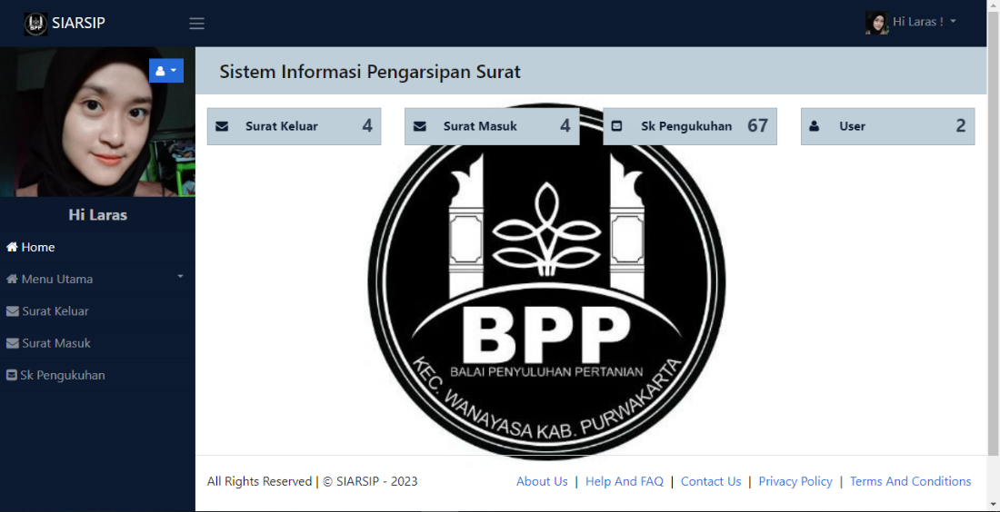 BPP
SIARSIP
Hi Laras !
Hi Laras
Home
Menu Utama
Surat Keluar
Surat Masuk
Sk Pengukuhan
Sistem Informasi Pengarsipan Surat
Surat Keluar 4
Surat Masuk 4
Sk Pengukuhan 67
User 2
BPP
BALAI PENYULUHAN PERTANIAN
KEC. WANAYASA KAB. PURWAKARTA
All Rights Reserved | © SIARSIP - 2023
About Us | Help And FAQ | Contact Us | Privacy Policy | Terms And Conditions